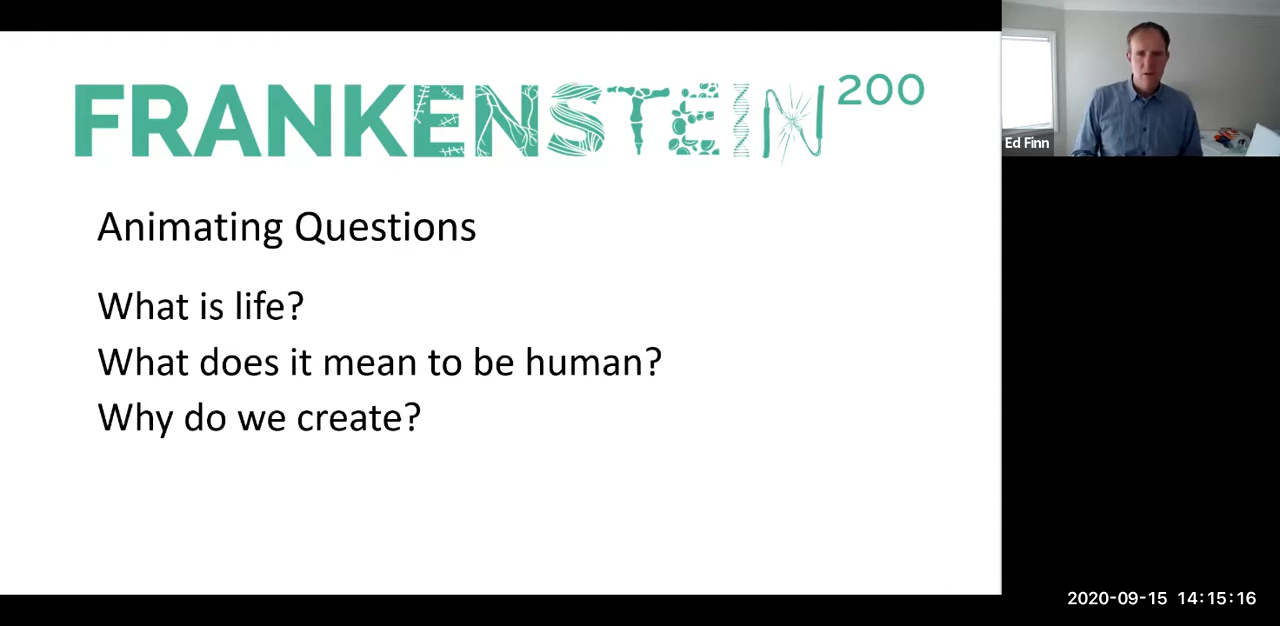 FRANKENSTEIN 200
Ed Finn
Animating Questions
What is life?
What does it mean to be human?
Why do we create?
2020-09-15 14:15:16